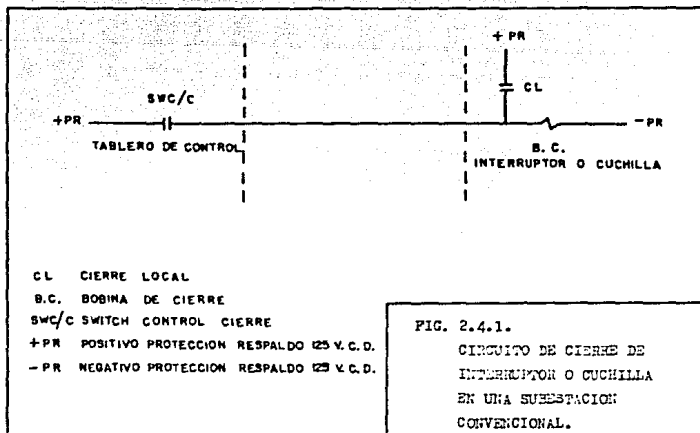 + PR
CL
SWC/C
+PR
-PR
TABLERO DE CONTROL
B.C.
INTERRUPTOR O CUCHILLA
CL CIERRE LOCAL
B.C. BOBINA DE CIERRE
SWC/C SWITCH CONTROL CIERRE
+PR POSITIVO PROTECCION RESPALDO 125 V.C.D.
-PR NEGATIVO PROTECCION RESPALDO 125 V.C.D.
FIG. 2.4.1.
CIRCUITO DE CIERRE DE
INTERRUPTOR O CUCHILLA
EN UNA SUBESTACION
CONVENCIONAL.